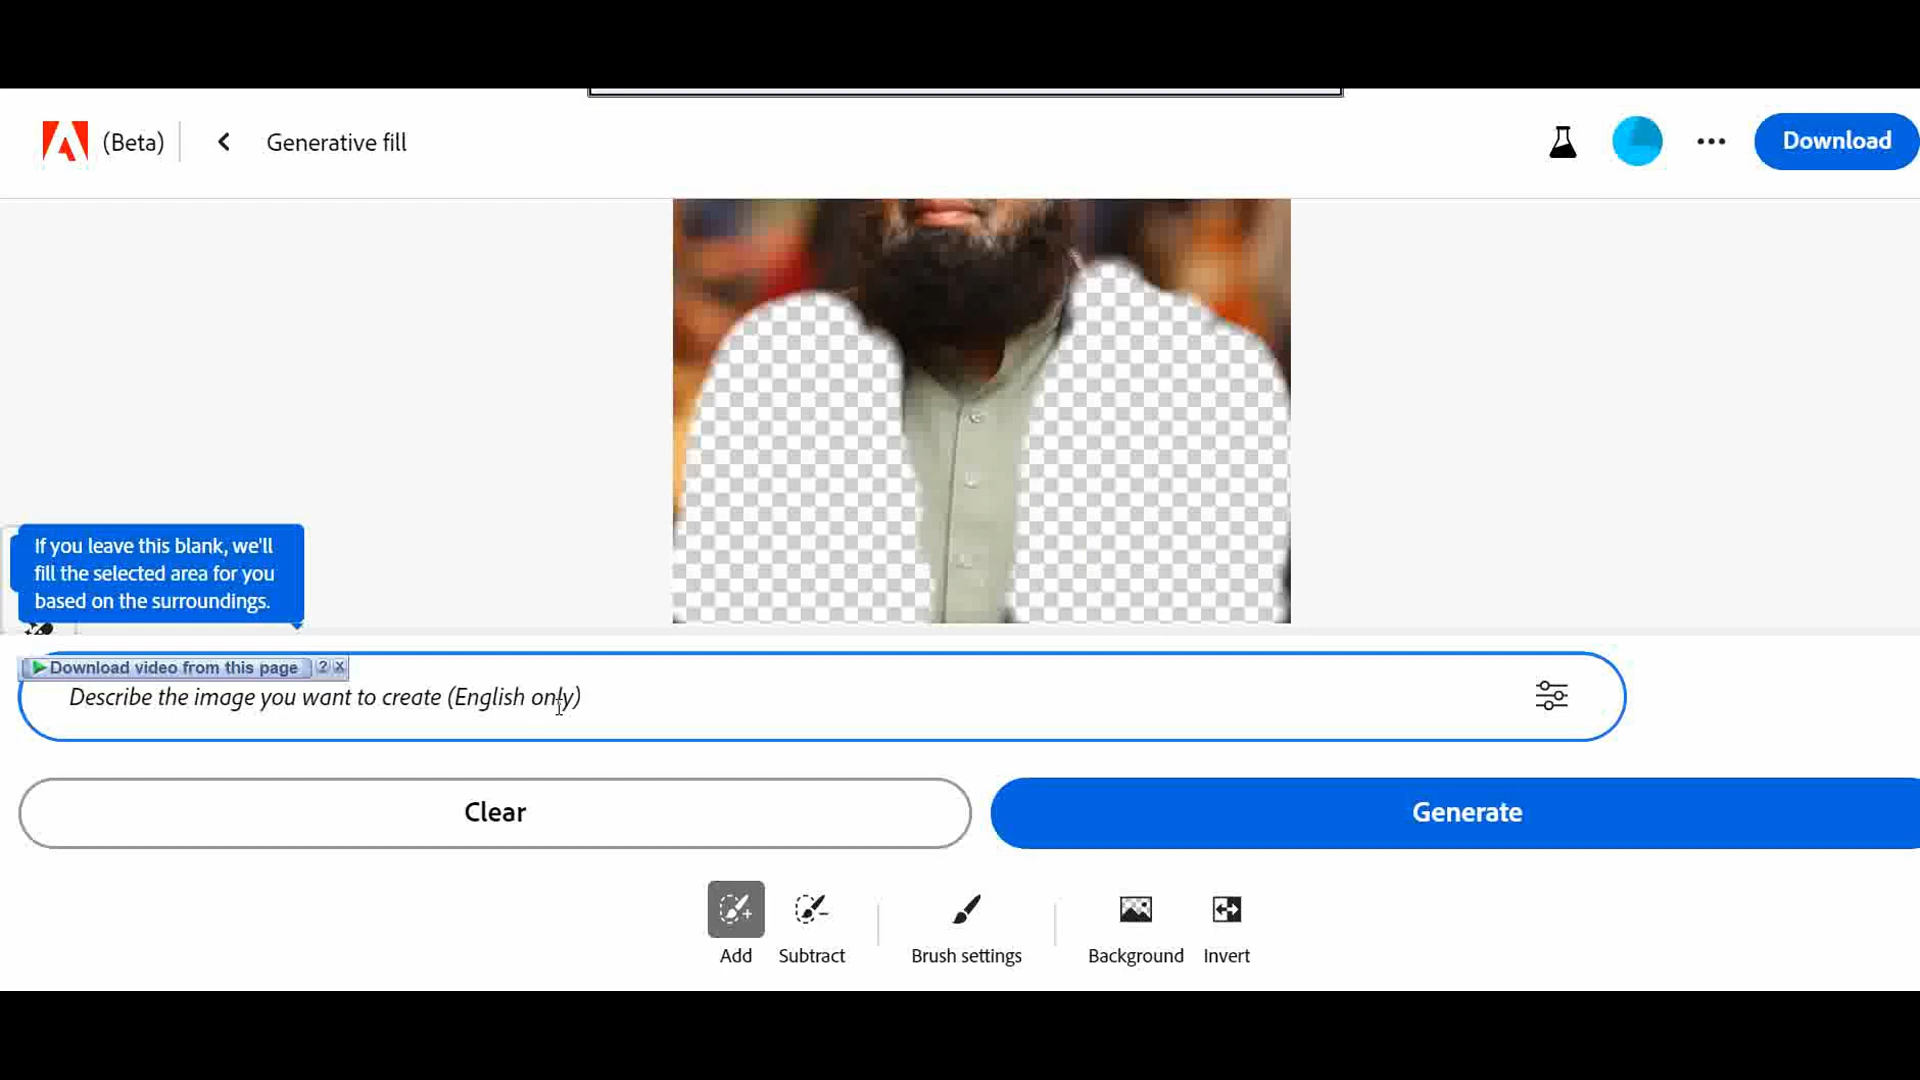 (Beta)
Generative fill
Download
If you leave this blank, we'll
fill the selected area for you
based on the surroundings.
Download video from this page ? x
Describe the image you want to create (English only)
Clear
Generate
Add
Subtract
Brush settings
Background
Invert